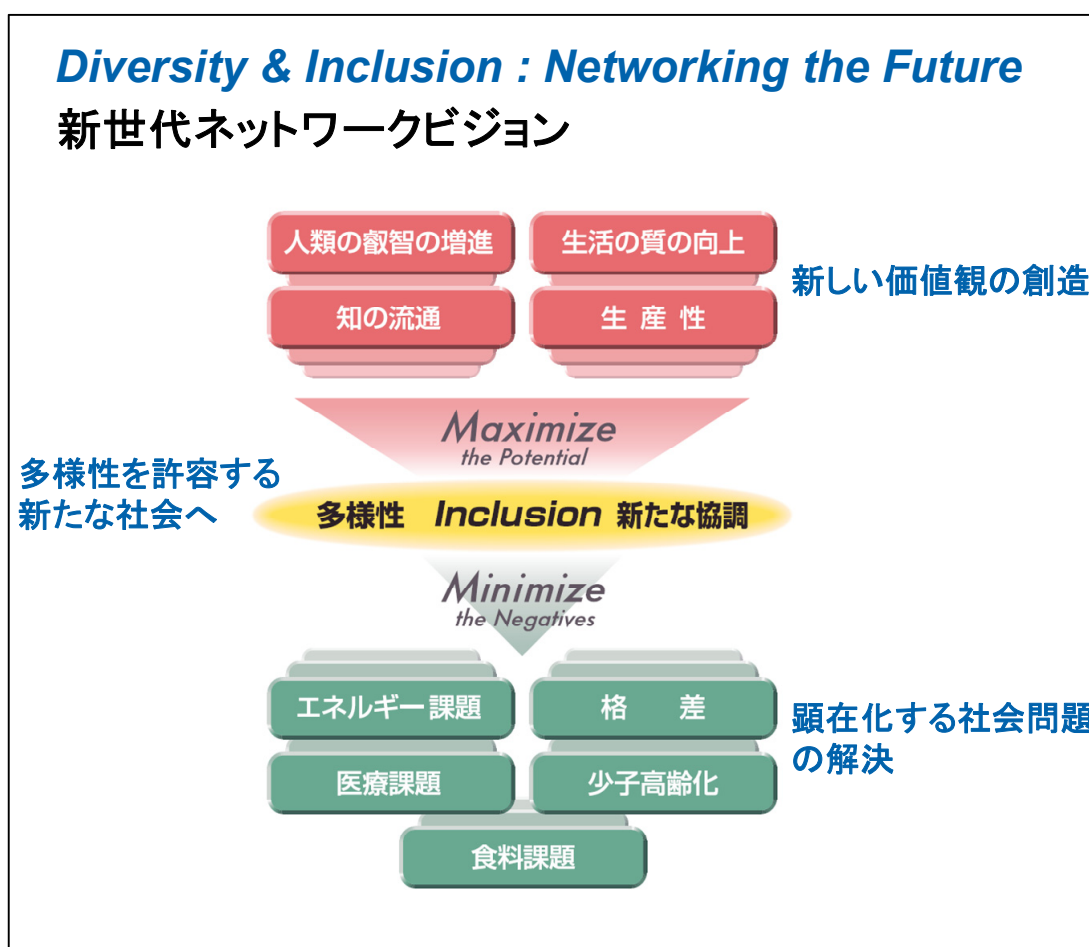 Diversity & Inclusion : Networking the Future
新世代ネットワークビジョン
人類の叡智の増進
生活の質の向上
知の流通
生 産 性
新しい価値観の創造
Maximize
the Potential
多様性を許容する
新たな社会へ
多様性 Inclusion 新たな協調
Minimize
the Negatives
エネルギー課題
格 差
医療課題
少子高齢化
食料課題
顕在化する社会問題
の解決